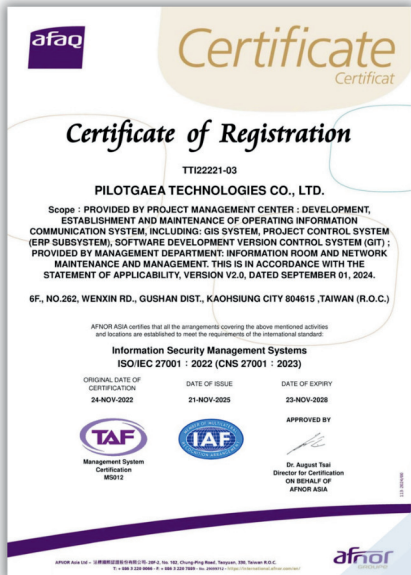 afaq
Certificate
Certificat
Certificate of Registration
TTI22221-03
PILOTGAEA TECHNOLOGIES CO., LTD.
Scope : PROVIDED BY PROJECT MANAGEMENT CENTER : DEVELOPMENT,
ESTABLISHMENT AND MAINTENANCE OF OPERATING INFORMATION
COMMUNICATION SYSTEM, INCLUDING: GIS SYSTEM, PROJECT CONTROL SYSTEM
(ERP SUBSYSTEM), SOFTWARE DEVELOPMENT VERSION CONTROL SYSTEM (GIT) ;
PROVIDED BY MANAGEMENT DEPARTMENT: INFORMATION ROOM AND NETWORK
MAINTENANCE AND MANAGEMENT. THIS IS IN ACCORDANCE WITH THE
STATEMENT OF APPLICABILITY, VERSION V2.0, DATED SEPTEMBER 01, 2024.
6F., NO.262, WENXIN RD., GUSHAN DIST., KAOHSIUNG CITY 804615 ,TAIWAN (R.O.C.)
AFNOR ASIA certifies that all the arrangements covering the above mentioned activities
and locations are established to meet the requirements of the international standard:
Information Security Management Systems
ISO/IEC 27001 : 2022 (CNS 27001 : 2023)
ORIGINAL DATE OF CERTIFICATION
24-NOV-2022
DATE OF ISSUE
21-NOV-2025
DATE OF EXPIRY
23-NOV-2028
TAF
Management System
Certification
MS012
IAF
APPROVED BY
Dr. August Tsai
Director for Certification
ON BEHALF OF
AFNOR ASIA
afnor
GROUPE